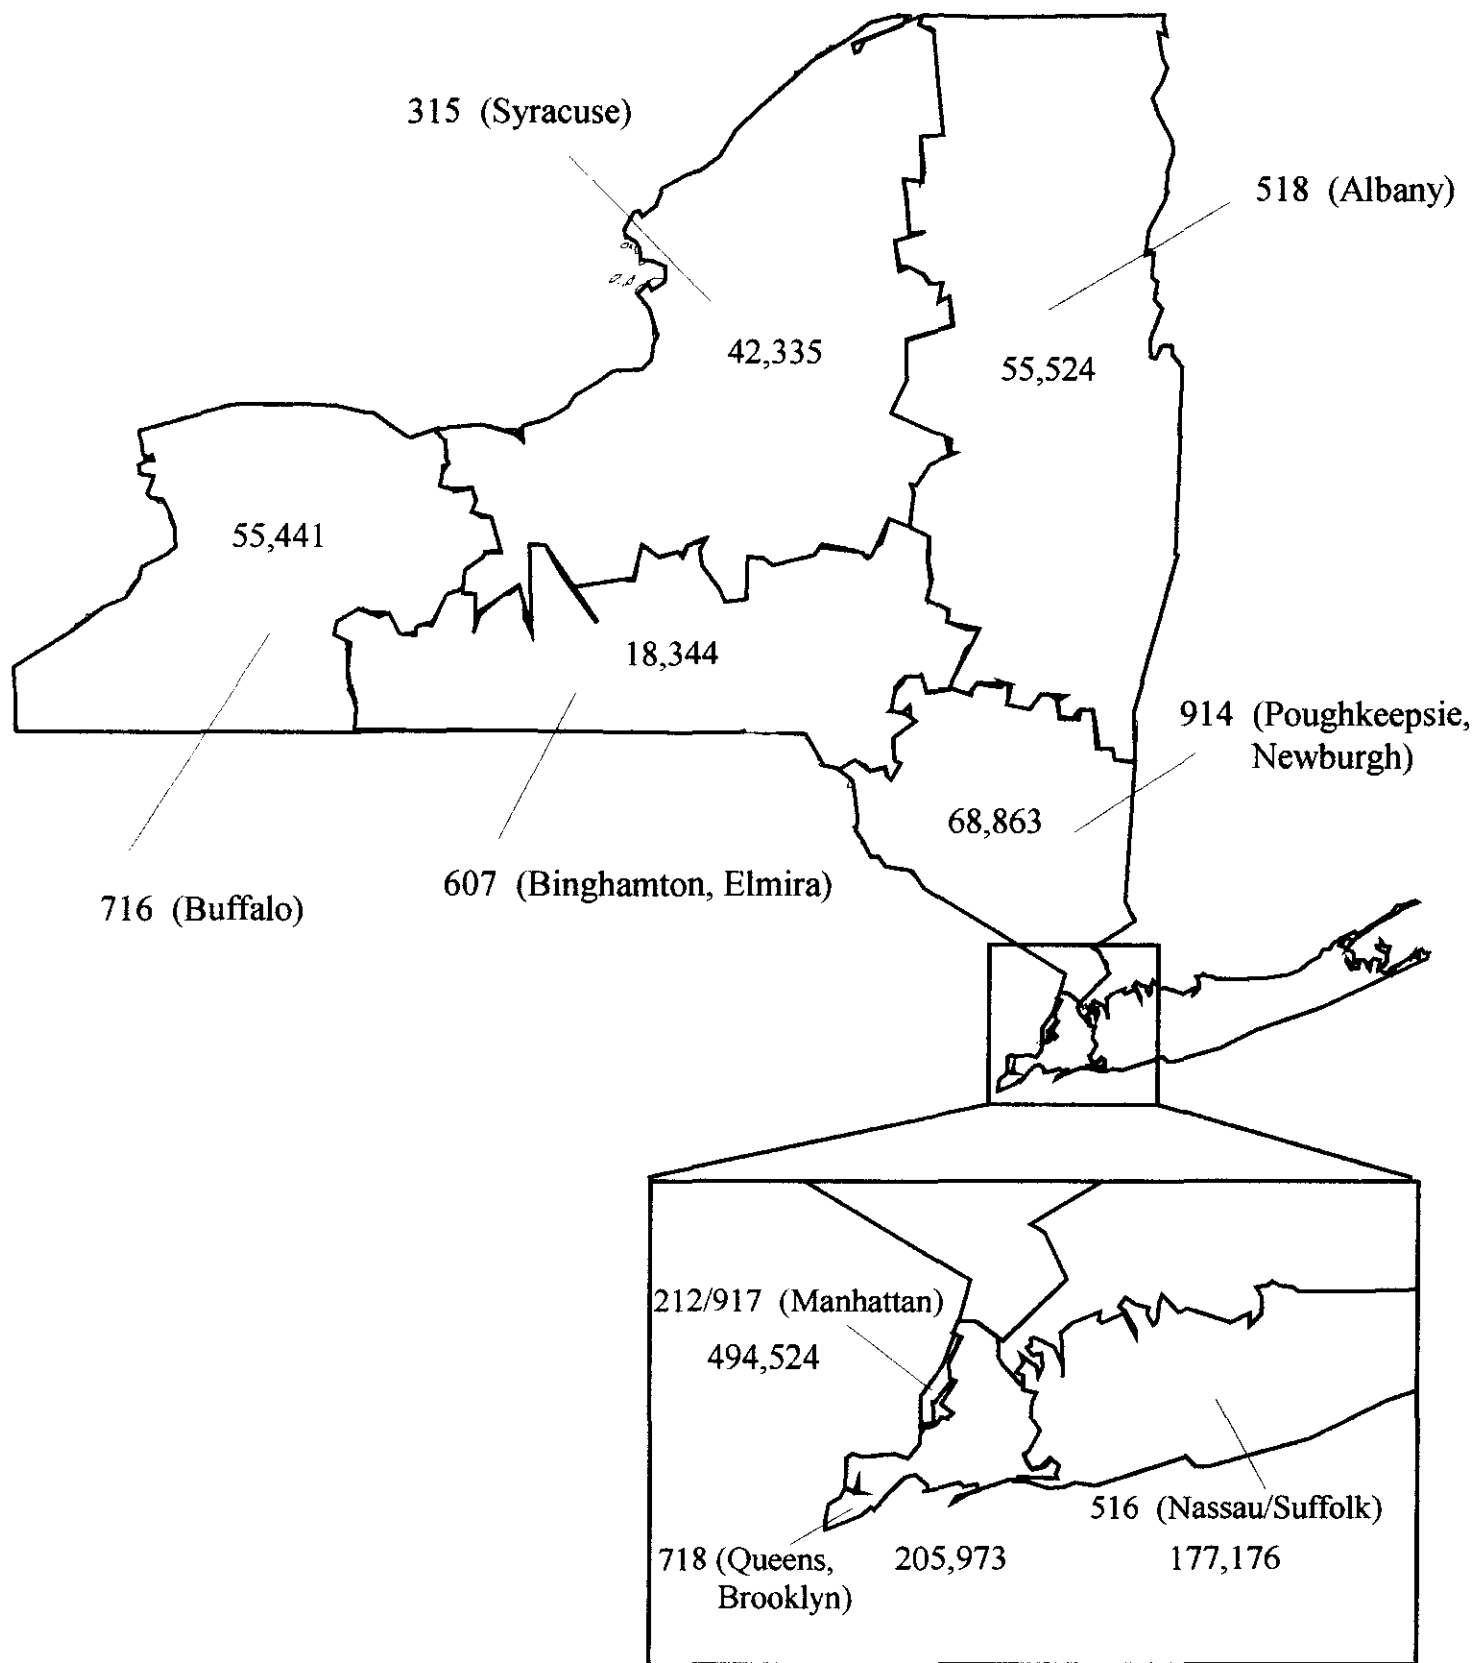 315 (Syracuse)
518 (Albany)
42,335
55,524
55,441
18,344
914 (Poughkeepsie,
Newburgh)
68,863
607 (Binghamton, Elmira)
716 (Buffalo)
212/917 (Manhattan)
494,524
516 (Nassau/Suffolk)
177,176
718 (Queens,
Brooklyn)
205,973